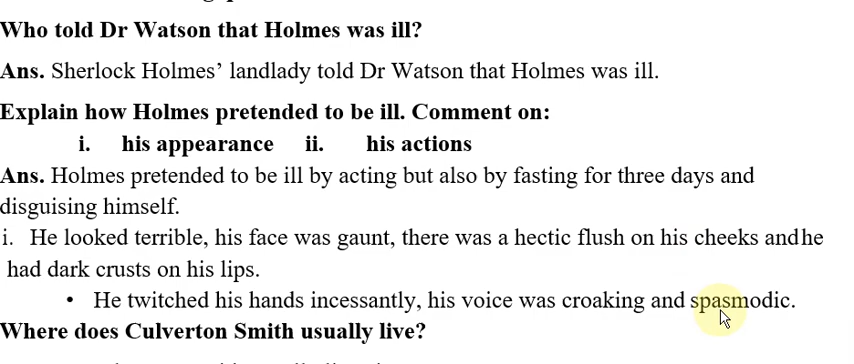 Who told Dr Watson that Holmes was ill?
Ans. Sherlock Holmes’ landlady told Dr Watson that Holmes was ill.
Explain how Holmes pretended to be ill. Comment on:
i. his appearance ii. his actions
Ans. Holmes pretended to be ill by acting but also by fasting for three days and
disguising himself.
i. He looked terrible, his face was gaunt, there was a hectic flush on his cheeks andhe
had dark crusts on his lips.
• He twitched his hands incessantly, his voice was croaking and spasmodic.
Where does Culverton Smith usually live?